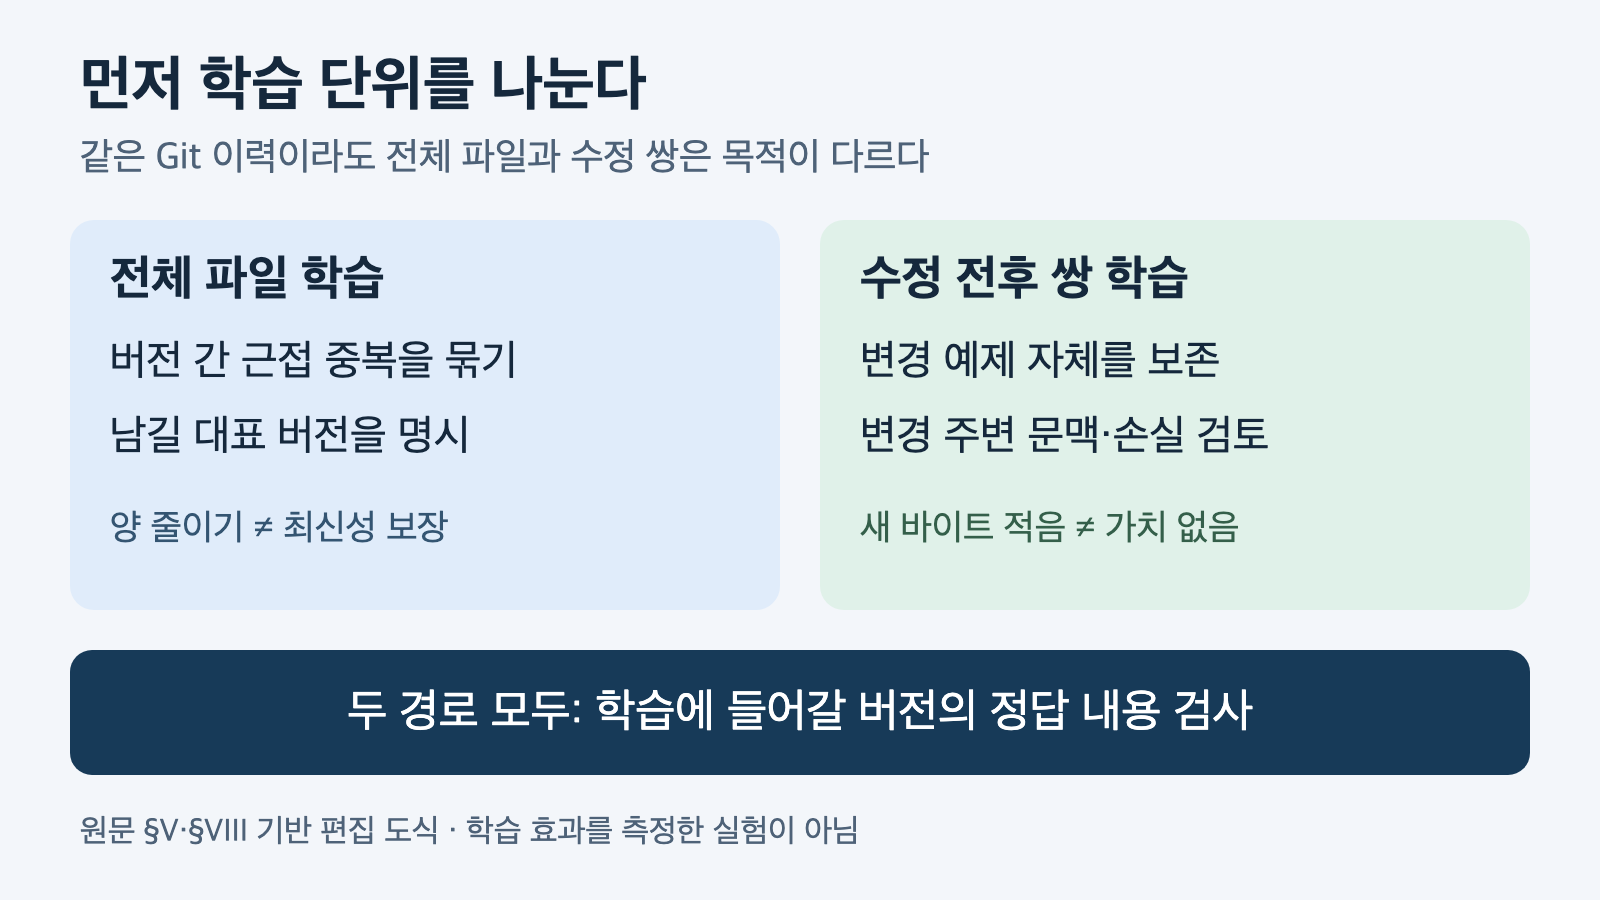 먼저 학습 단위를 나눈다
같은 Git 이력이라도 전체 파일과 수정 쌍은 목적이 다르다
전체 파일 학습
버전 간 근접 중복을 묶기
남길 대표 버전을 명시
양 줄이기 ≠ 최신성 보장
수정 전후 쌍 학습
변경 예제 자체를 보존
변경 주변 문맥·손실 검토
새 바이트 적음 ≠ 가치 없음
두 경로 모두: 학습에 들어갈 버전의 정답 내용 검사
원문 §V·§VIII 기반 편집 도식 · 학습 효과를 측정한 실험이 아님